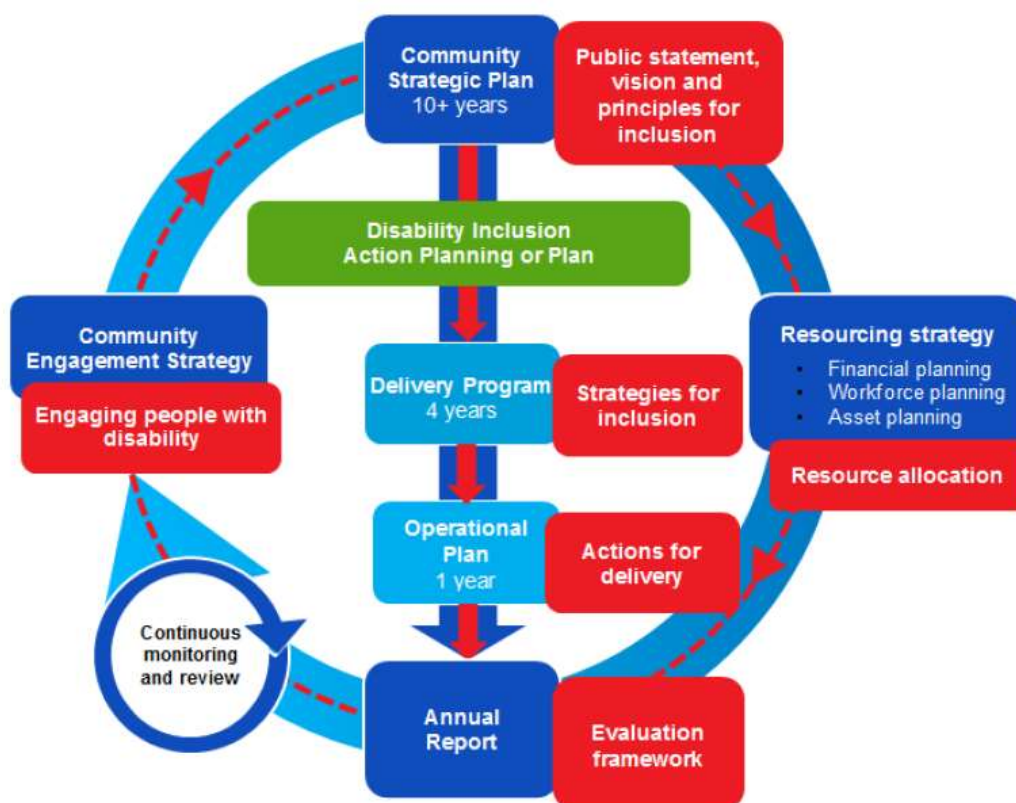 Community
Strategic Plan
10+ years
Public statement,
vision and
principles for
inclusion
Disability Inclusion
Action Planning or Plan
Community
Engagement Strategy
Engaging people with
disability
Resourcing strategy
• Financial planning
• Workforce planning
• Asset planning
Resource allocation
Delivery Program
4 years
Strategies for
inclusion
Operational
Plan
1 year
Actions for
delivery
Continuous
monitoring
and review
Annual
Report
Evaluation
framework